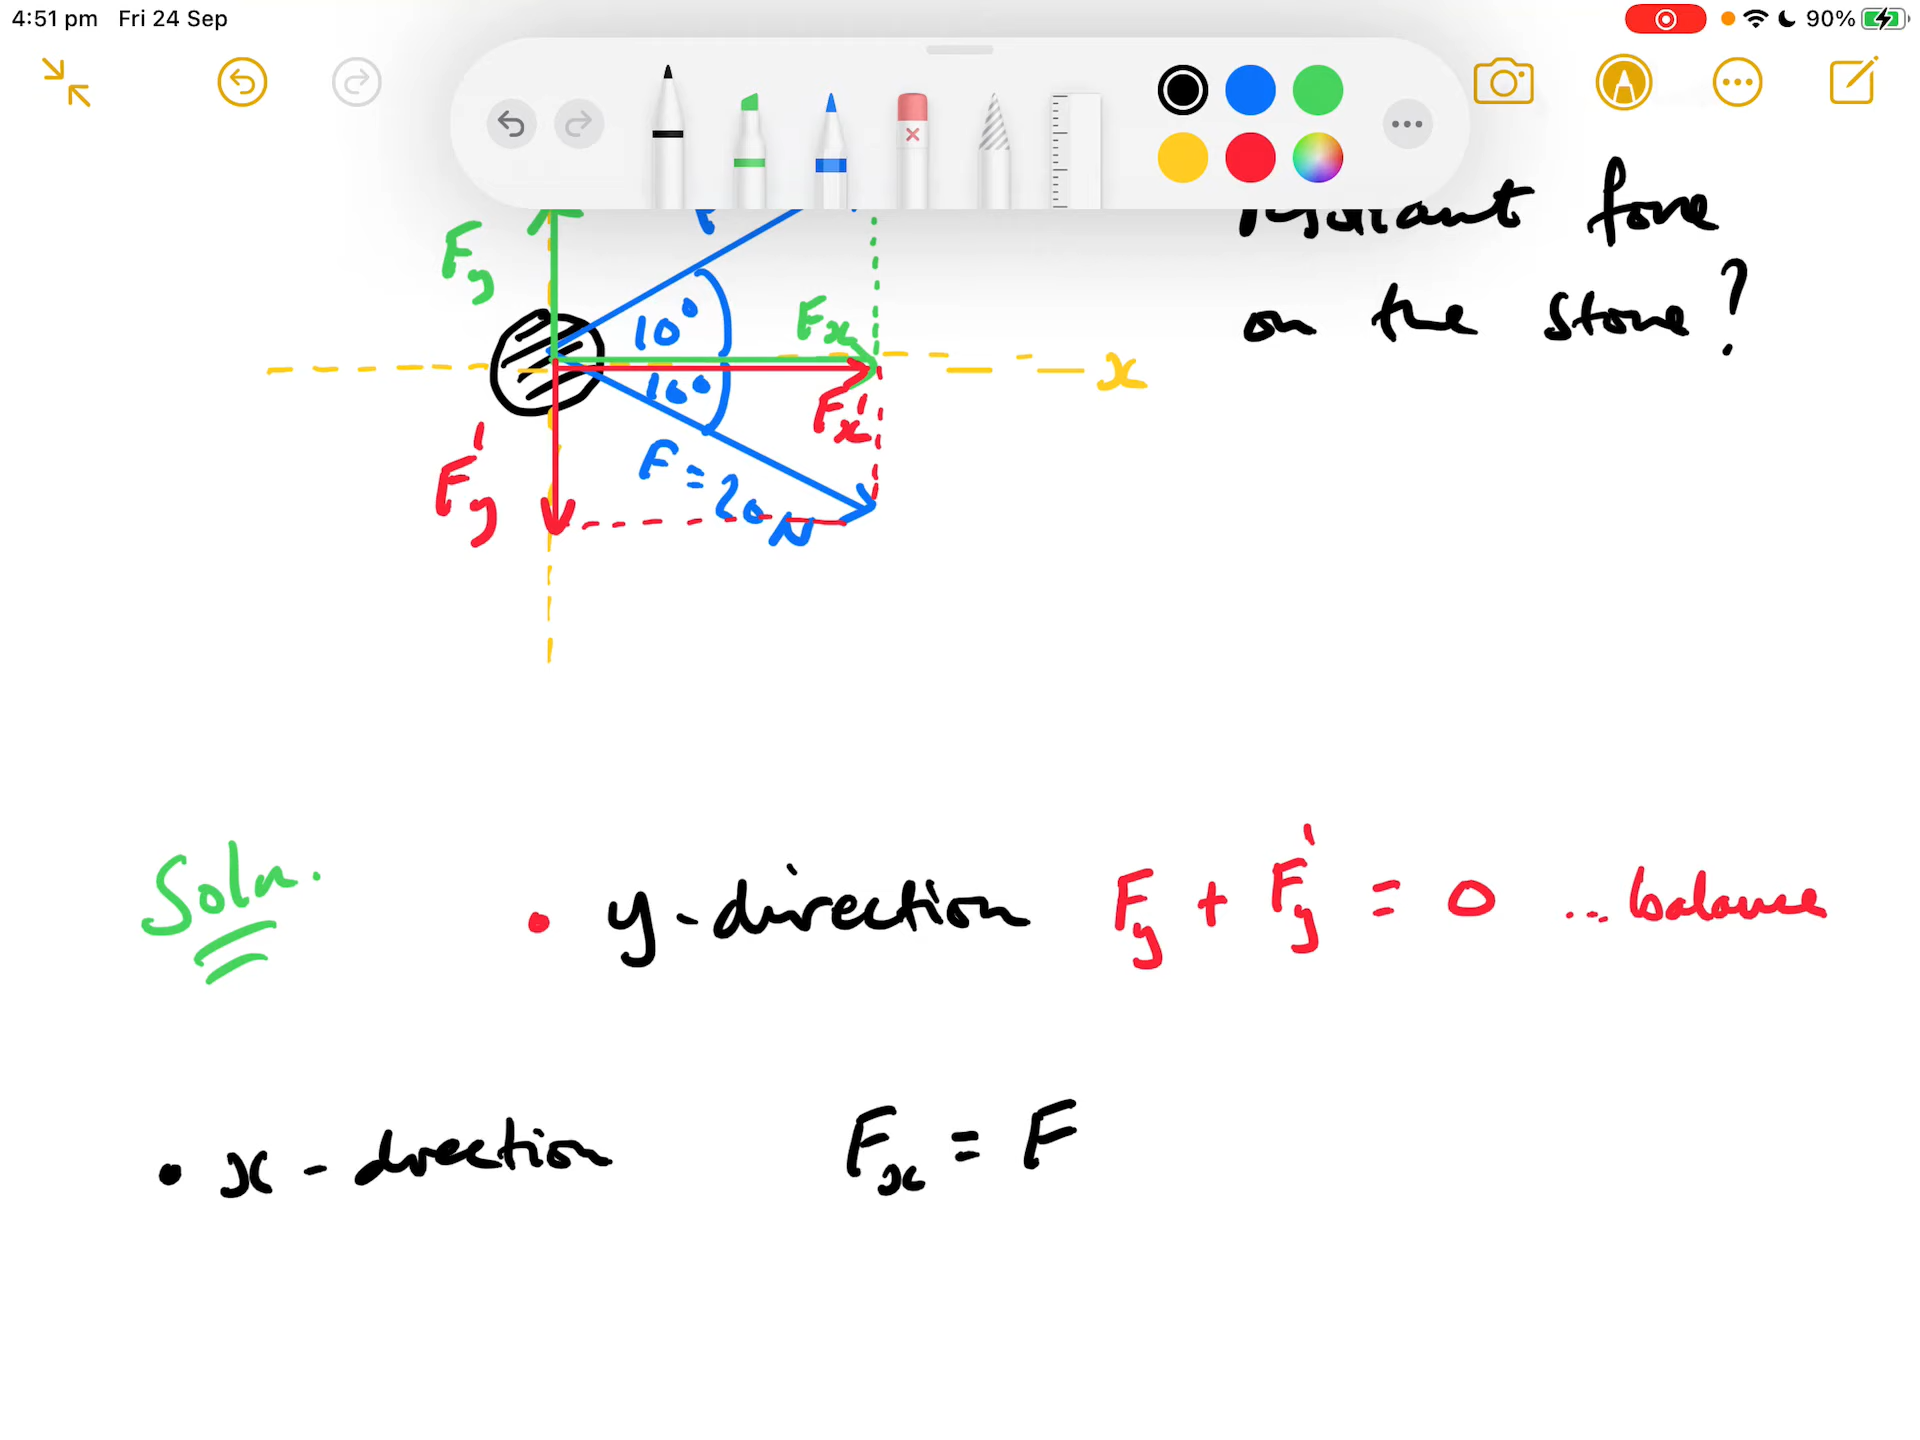 4:51 pm Fri 24 Sep
90%
resultant force
on the stone?
Fy
F
10°
Fx
x
10°
Fx'
Fy'
F = 20N
Soln.
• y-direction Fy + Fy' = 0 ... balance
• x-direction Fx = F